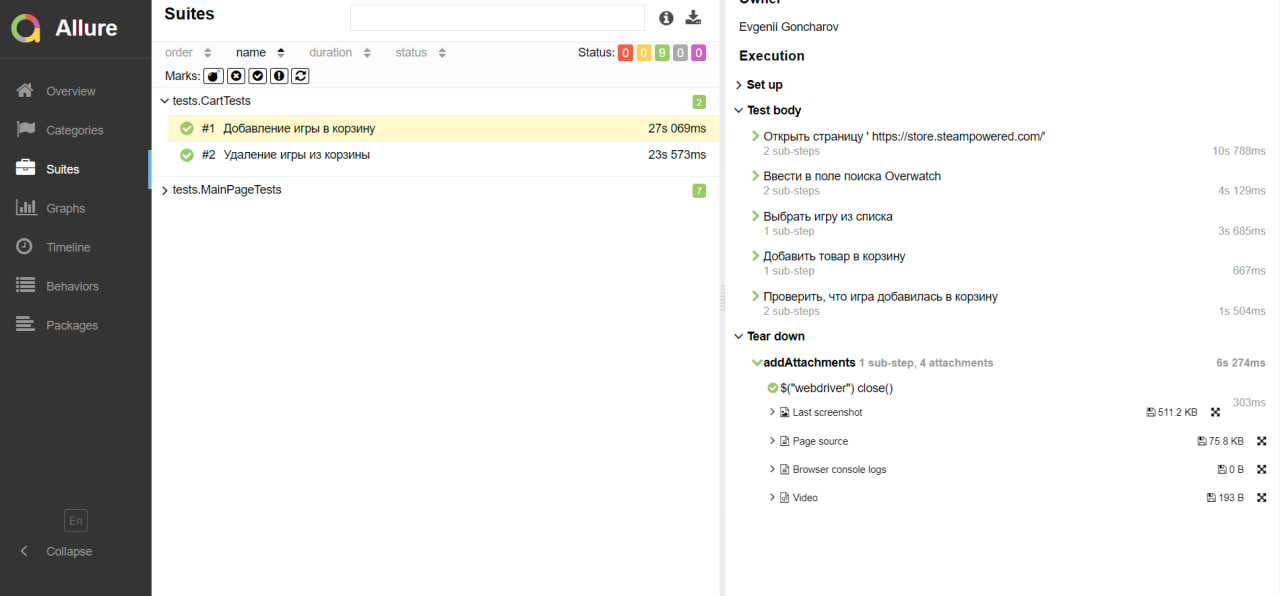 Allure
Overview
Categories
Suites
Graphs
Timeline
Behaviors
Packages
En
Collapse
Suites
order name duration status Status: 0 0 9 0 0
Marks:
tests.CartTests 2
#1 Добавление игры в корзину 27s 069ms
#2 Удаление игры из корзины 23s 573ms
tests.MainPageTests 7
Evgenii Goncharov
Execution
Set up
Test body
Открыть страницу ' https://store.steampowered.com/'
2 sub-steps 10s 788ms
Ввести в поле поиска Overwatch
2 sub-steps 4s 129ms
Выбрать игру из списка
1 sub-step 3s 685ms
Добавить товар в корзину
1 sub-step 667ms
Проверить, что игра добавилась в корзину
2 sub-steps 1s 504ms
Tear down
addAttachments 1 sub-step, 4 attachments 6s 274ms
$("webdriver") close()
303ms
Last screenshot 511.2 KB
Page source 75.8 KB
Browser console logs 0 B
Video 193 B